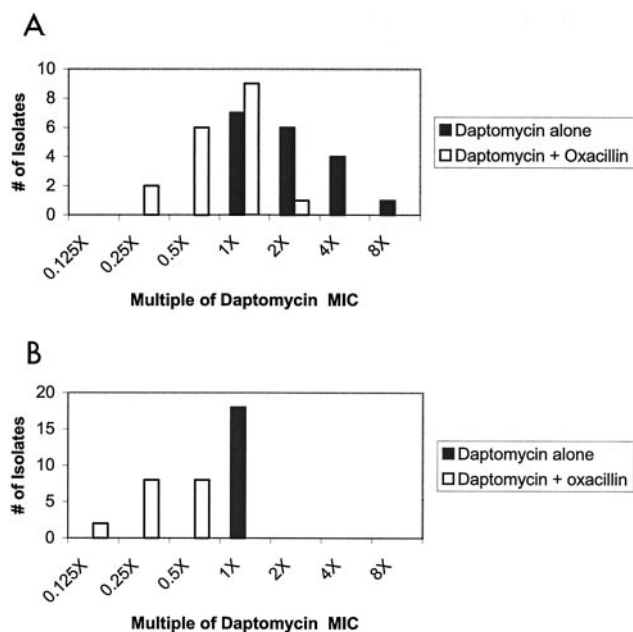 A
# of Isolates
10
8
6
4
2
0
0.125X
0.25X
0.5X
1X
2X
4X
8X
Multiple of Daptomycin MIC
Daptomycin alone
Daptomycin + Oxacillin
B
# of Isolates
20
15
10
5
0
0.125X
0.25X
0.5X
1X
2X
4X
8X
Multiple of Daptomycin MIC
Daptomycin alone
Daptomycin + oxacillin